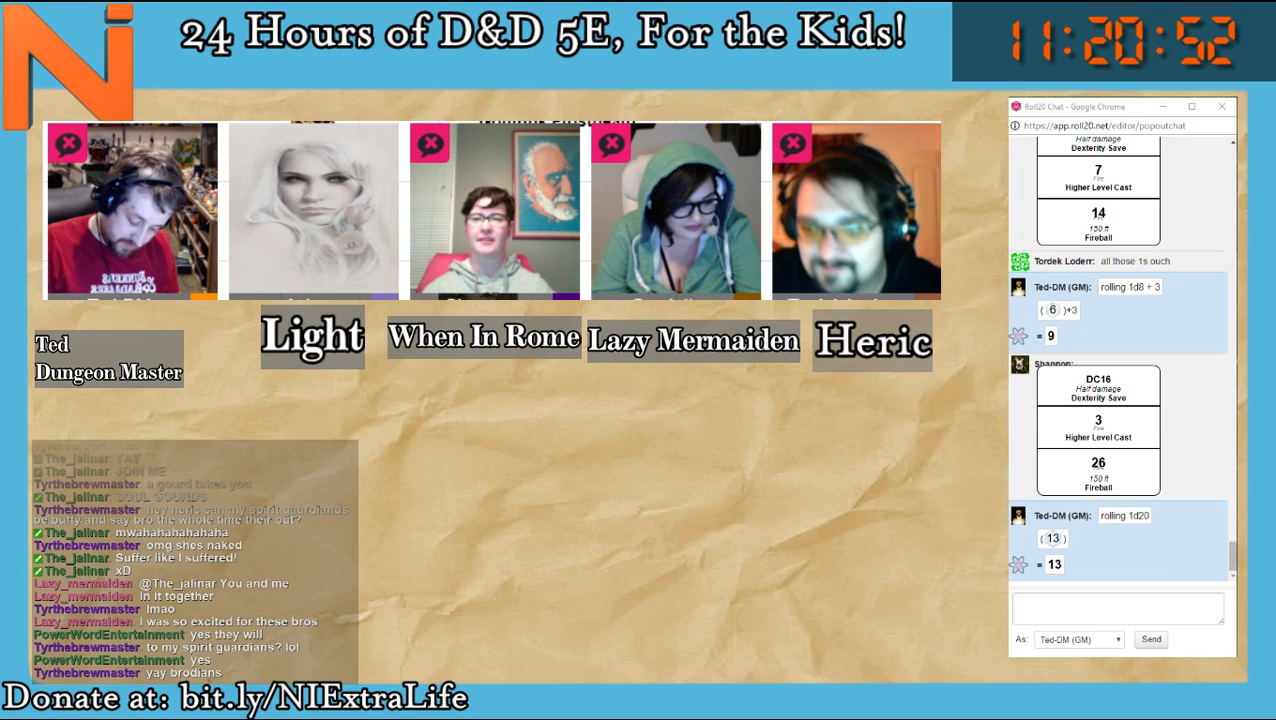 24 Hours of D&D 5E, For the Kids!
11:20:52
Ni
Roll20 Chat - Google Chrome
https://app.roll20.net/editor/popoutchat
Half damage
Dexterity Save
7
Fire
Higher Level Cast
14
Fire
150 ft
Fireball
Tordek Loderr: all those 1s ouch
Ted-DM (GM): rolling 1d8 + 3
( 6 )+3
= 9
Shannon:
DC16
Half damage
Dexterity Save
3
Fire
Higher Level Cast
26
Fire
150 ft
Fireball
Ted-DM (GM): rolling 1d20
( 13 )
= 13
As: Ted-DM (GM) Send
Ted
Dungeon Master
Light
When In Rome
Lazy Mermaiden
Heric
The_jalinar: YAY
The_jalinar: JOIN ME
Tyrthebrewmaster: a gourd takes you
The_jalinar: SOUL GOURDS
Tyrthebrewmaster: hey heric can my spirit gaurdiands
be buffy and say bro the whole time their out?
The_jalinar: mwahahahahahaha
Tyrthebrewmaster: omg shes naked
The_jalinar: Suffer like I suffered!
The_jalinar: xD
Lazy_mermaiden: @The_jalinar You and me
Lazy_mermaiden: In it together
Tyrthebrewmaster: lmao
Lazy_mermaiden: I was so excited for these bros
PowerWordEntertainment: yes they will
Tyrthebrewmaster: to my spirit guardians? lol
PowerWordEntertainment: yes
Tyrthebrewmaster: yay brodians
Donate at: bit.ly/NIExtraLife